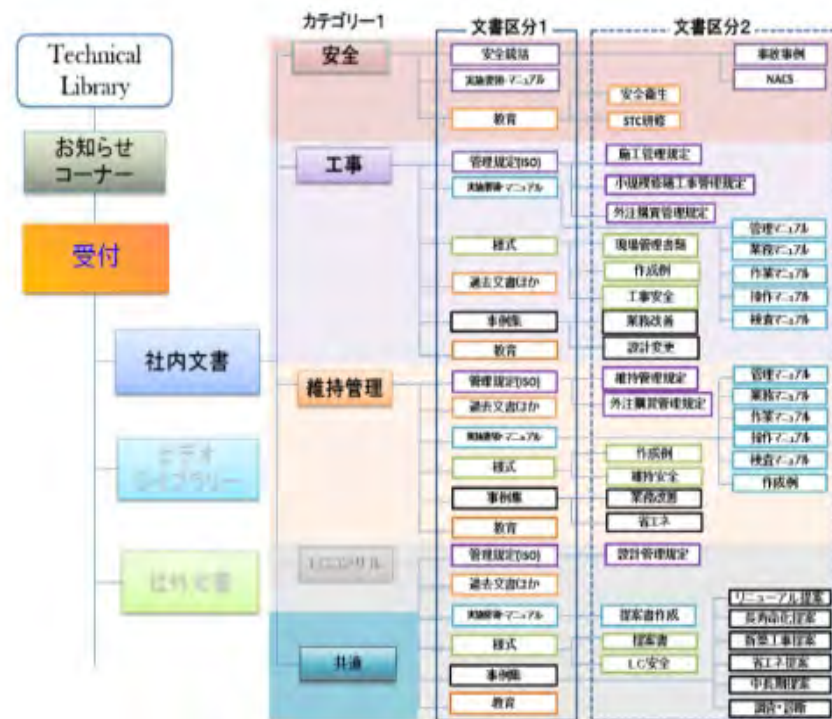 カテゴリー1
文書区分1
文書区分2
Technical
Library
お知らせ
コーナー
受付
社内文書
ビデオ
ライブラリー
社外文書
安全
実施要領・マニュアル
教育
安全衛生
STC研修
事故事例
NACS
工事
管理規定(ISO)
実施要領・マニュアル
様式
過去文書ほか
事例集
教育
施工管理規定
小規模修繕工事管理規定
外注購買管理規定
現場管理書類
作成例
工事安全
業務改善
設計変更
管理マニュアル
業務マニュアル
作業マニュアル
操作マニュアル
検査マニュアル
維持管理
管理規定(ISO)
過去文書ほか
実施要領・マニュアル
様式
事例集
教育
維持管理規定
外注購買管理規定
作成例
維持安全
業務改善
省エネ
管理マニュアル
業務マニュアル
作業マニュアル
操作マニュアル
検査マニュアル
作成例
管理規定(ISO)
過去文書ほか
実施要領・マニュアル
様式
事例集
教育
設計管理規定
提案書作成
提案書
LC安全
リニューアル提案
長寿命化提案
新築工事提案
省エネ提案
中長期提案
調査・診断
共通